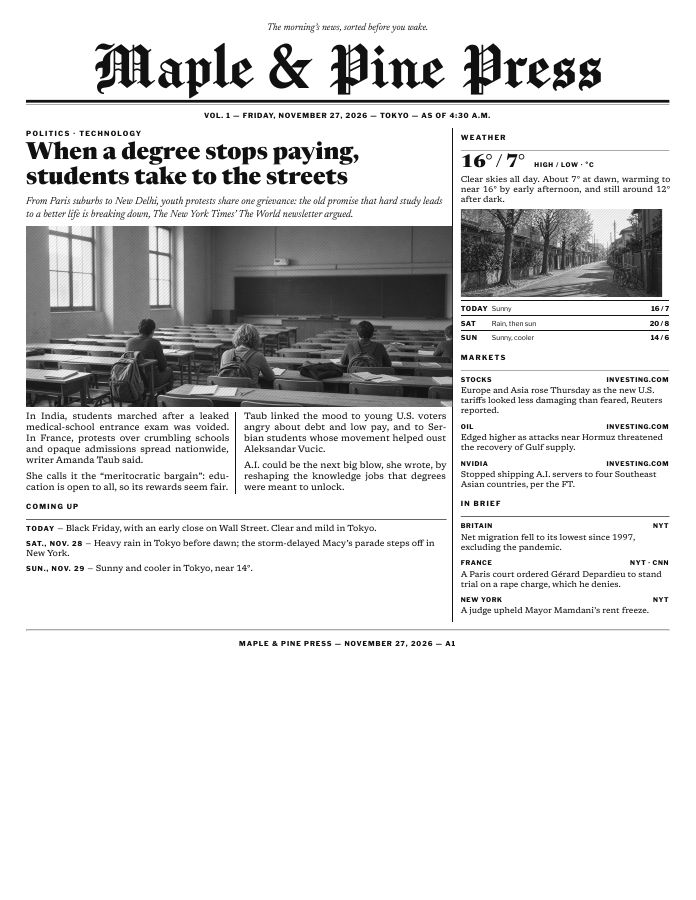 The morning’s news, sorted before you wake.
Maple & Pine Press
VOL. 1 — FRIDAY, NOVEMBER 27, 2026 — TOKYO — AS OF 4:30 A.M.
POLITICS · TECHNOLOGY
When a degree stops paying,
students take to the streets
From Paris suburbs to New Delhi, youth protests share one grievance: the old promise that hard study leads
to a better life is breaking down, The New York Times’ The World newsletter argued.
In India, students marched after a leaked
medical-school entrance exam was voided.
In France, protests over crumbling schools
and opaque admissions spread nationwide,
writer Amanda Taub said.
She calls it the “meritocratic bargain”: edu-
cation is open to all, so its rewards seem fair.
Taub linked the mood to young U.S. voters
angry about debt and low pay, and to Ser-
bian students whose movement helped oust
Aleksandar Vucic.
A.I. could be the next big blow, she wrote, by
reshaping the knowledge jobs that degrees
were meant to unlock.
COMING UP
TODAY — Black Friday, with an early close on Wall Street. Clear and mild in Tokyo.
SAT., NOV. 28 — Heavy rain in Tokyo before dawn; the storm-delayed Macy’s parade steps off in
New York.
SUN., NOV. 29 — Sunny and cooler in Tokyo, near 14°.
WEATHER
16° / 7° HIGH / LOW · °C
Clear skies all day. About 7° at dawn, warming to
near 16° by early afternoon, and still around 12°
after dark.
TODAY Sunny 16 / 7
SAT Rain, then sun 20 / 8
SUN Sunny, cooler 14 / 6
MARKETS
STOCKS INVESTING.COM
Europe and Asia rose Thursday as the new U.S.
tariffs looked less damaging than feared, Reuters
reported.
OIL INVESTING.COM
Edged higher as attacks near Hormuz threatened
the recovery of Gulf supply.
NVIDIA INVESTING.COM
Stopped shipping A.I. servers to four Southeast
Asian countries, per the FT.
IN BRIEF
BRITAIN NYT
Net migration fell to its lowest since 1997,
excluding the pandemic.
FRANCE NYT · CNN
A Paris court ordered Gérard Depardieu to stand
trial on a rape charge, which he denies.
NEW YORK NYT
A judge upheld Mayor Mamdani’s rent freeze.
MAPLE & PINE PRESS — NOVEMBER 27, 2026 — A1